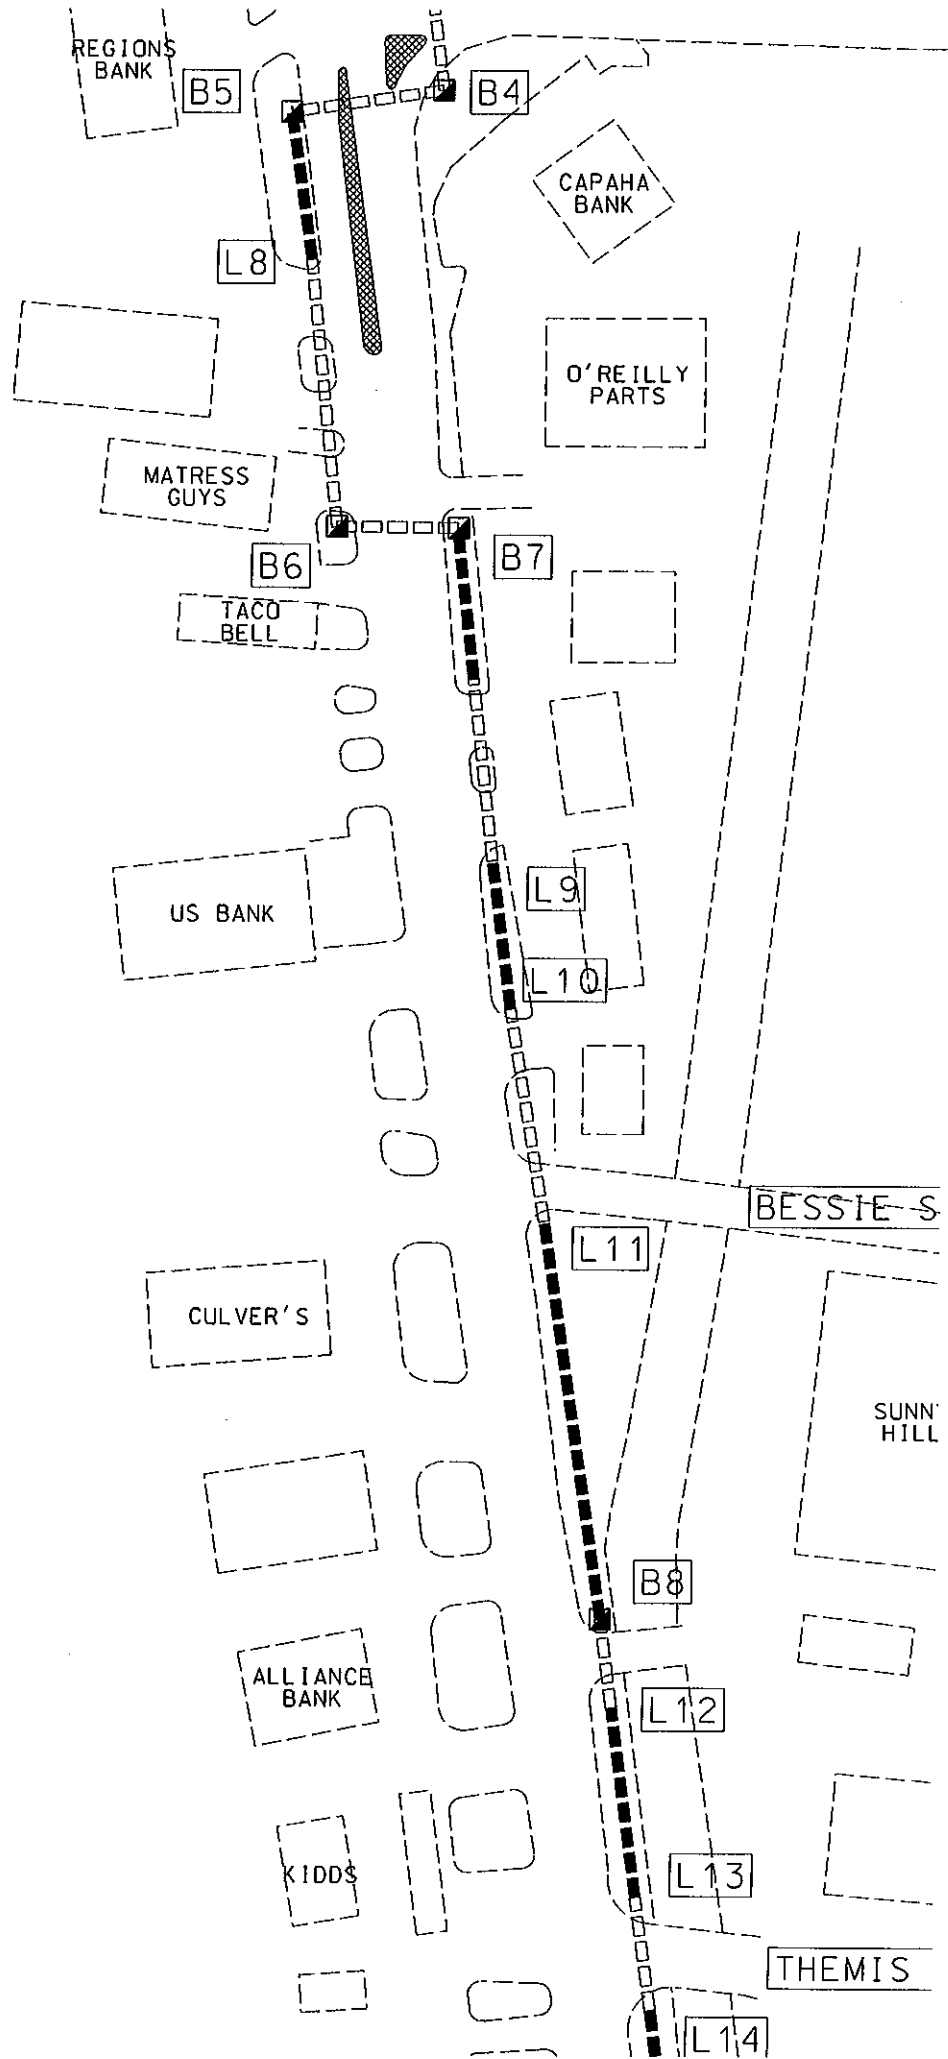 REGIONS
BANK
B5
B4
CAPAHA
BANK
L8
O'REILLY
PARTS
MATRESS
GUYS
B6
B7
TACO
BELL
L9
US BANK
L10
BESSIE S
L11
CULVER'S
SUNN
HILL
B8
ALLIANCE
BANK
L12
KIDDS
L13
THEMIS
L14